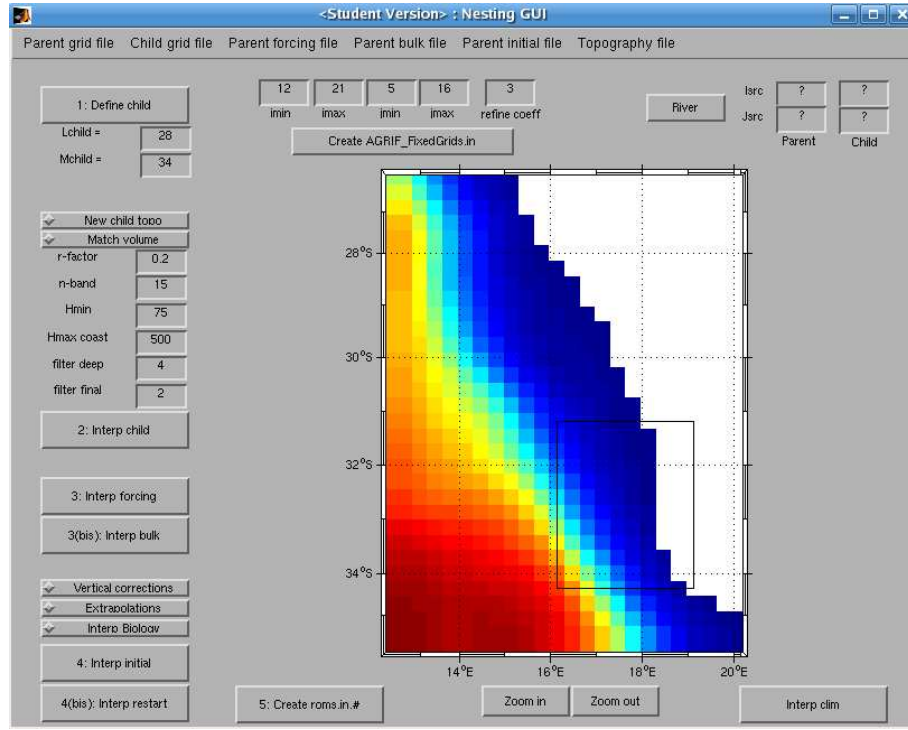 <Student Version> : Nesting GUI
Parent grid file Child grid file Parent forcing file Parent bulk file Parent initial file Topography file
1: Define child
Lchild = 28
Mchild = 34
12 21 5 16 3
imin imax jmin jmax refine coeff
Create AGRIF_FixedGrids.in
River
Isrc ? ?
Jsrc ? ?
Parent Child
New child topo
Match volume
r-factor 0.2
n-band 15
Hmin 75
Hmax coast 500
filter deep 4
filter final 2
2: Interp child
3: Interp forcing
3(bis): Interp bulk
Vertical corrections
Extrapolations
Interp Biology
4: Interp initial
4(bis): Interp restart
28°S
30°S
32°S
34°S
14°E 16°E 18°E 20°E
5: Create roms.in.#
Zoom in Zoom out
Interp clim